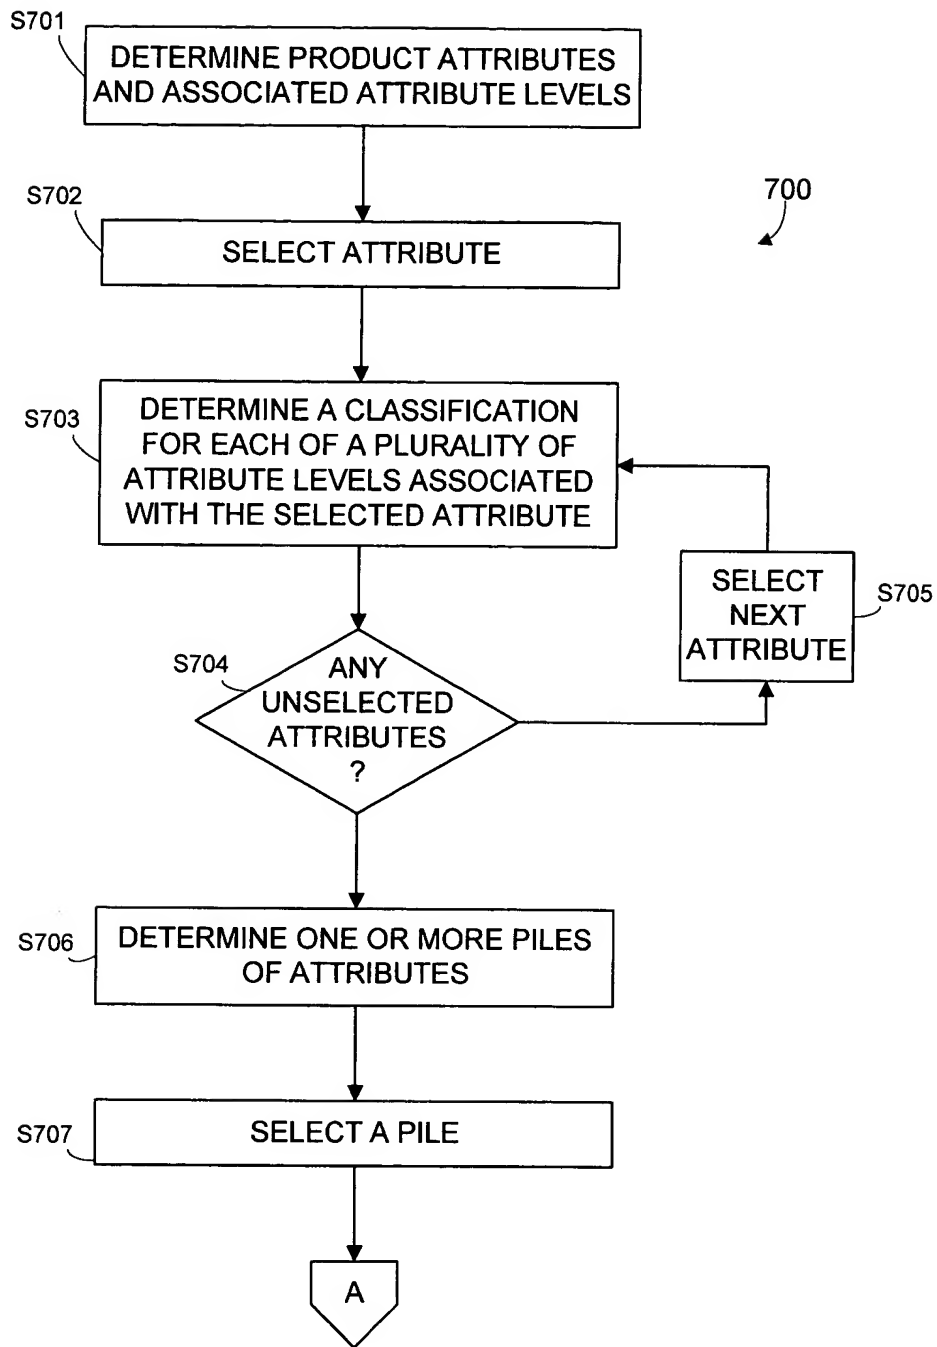 S701
DETERMINE PRODUCT ATTRIBUTES
AND ASSOCIATED ATTRIBUTE LEVELS
S702
SELECT ATTRIBUTE
700
S703
DETERMINE A CLASSIFICATION
FOR EACH OF A PLURALITY OF
ATTRIBUTE LEVELS ASSOCIATED
WITH THE SELECTED ATTRIBUTE
SELECT
NEXT
ATTRIBUTE
S705
S704
ANY
UNSELECTED
ATTRIBUTES
?
S706
DETERMINE ONE OR MORE PILES
OF ATTRIBUTES
S707
SELECT A PILE
A